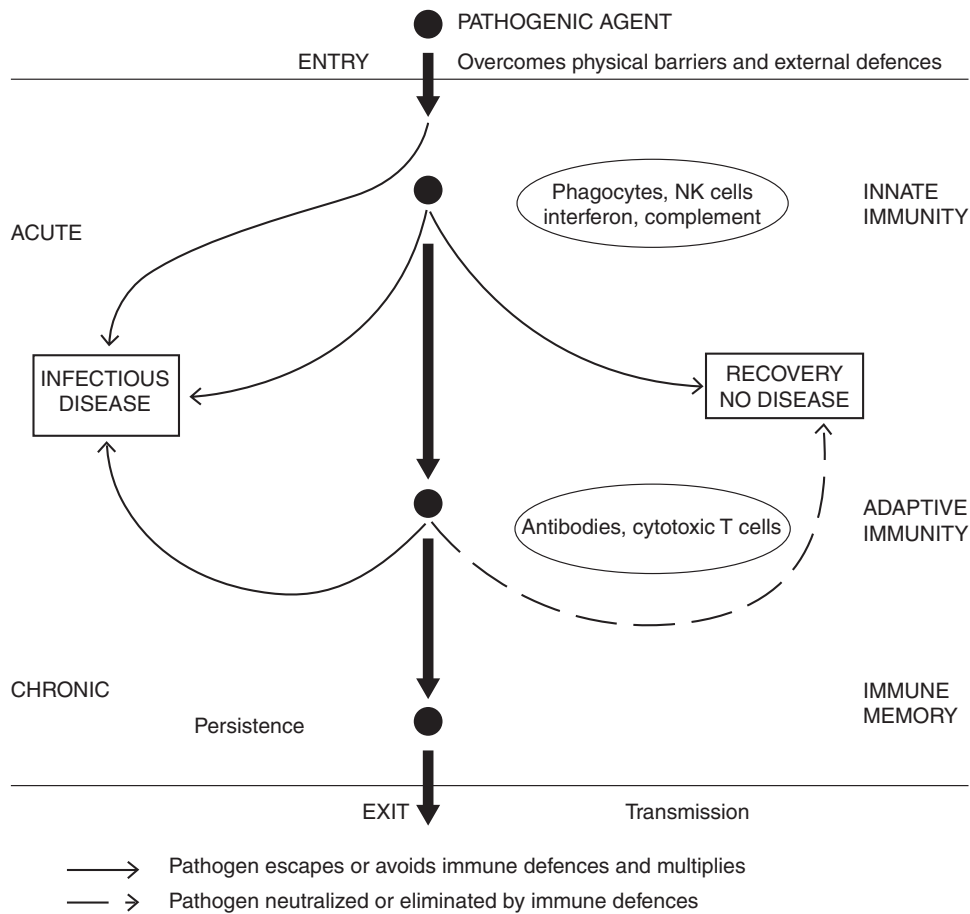 PATHOGENIC AGENT
ENTRY
Overcomes physical barriers and external defences
Phagocytes, NK cells
interferon, complement
INNATE
IMMUNITY
ACUTE
INFECTIOUS
DISEASE
RECOVERY
NO DISEASE
Antibodies, cytotoxic T cells
ADAPTIVE
IMMUNITY
CHRONIC
IMMUNE
MEMORY
Persistence
EXIT
Transmission
Pathogen escapes or avoids immune defences and multiplies
Pathogen neutralized or eliminated by immune defences